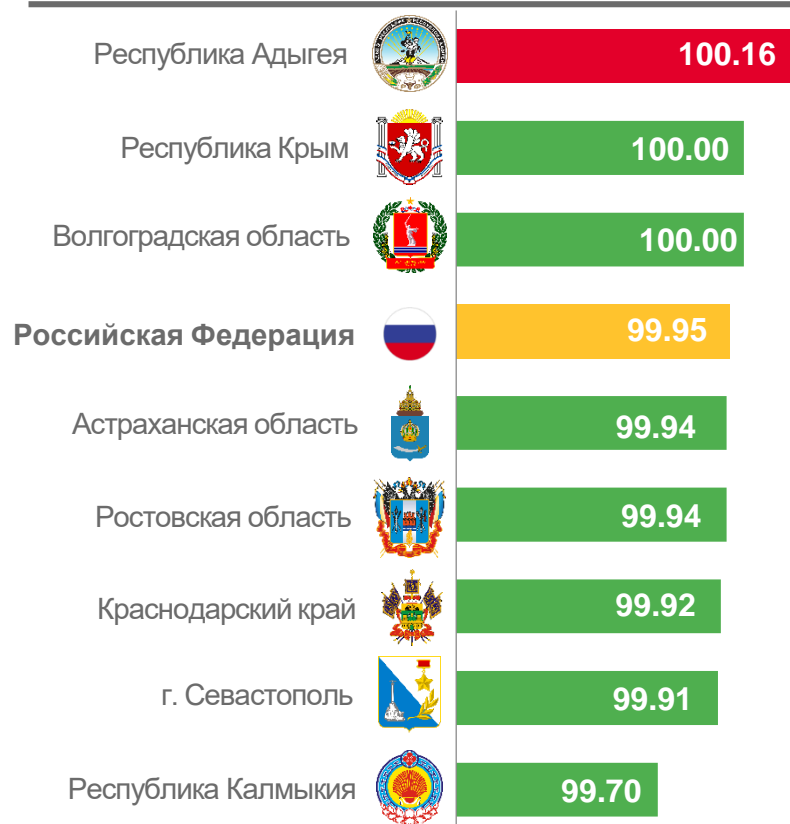 Республика Адыгея 100.16
Республика Крым 100.00
Волгоградская область 100.00
Российская Федерация 99.95
Астраханская область 99.94
Ростовская область 99.94
Краснодарский край 99.92
г. Севастополь 99.91
Республика Калмыкия 99.70